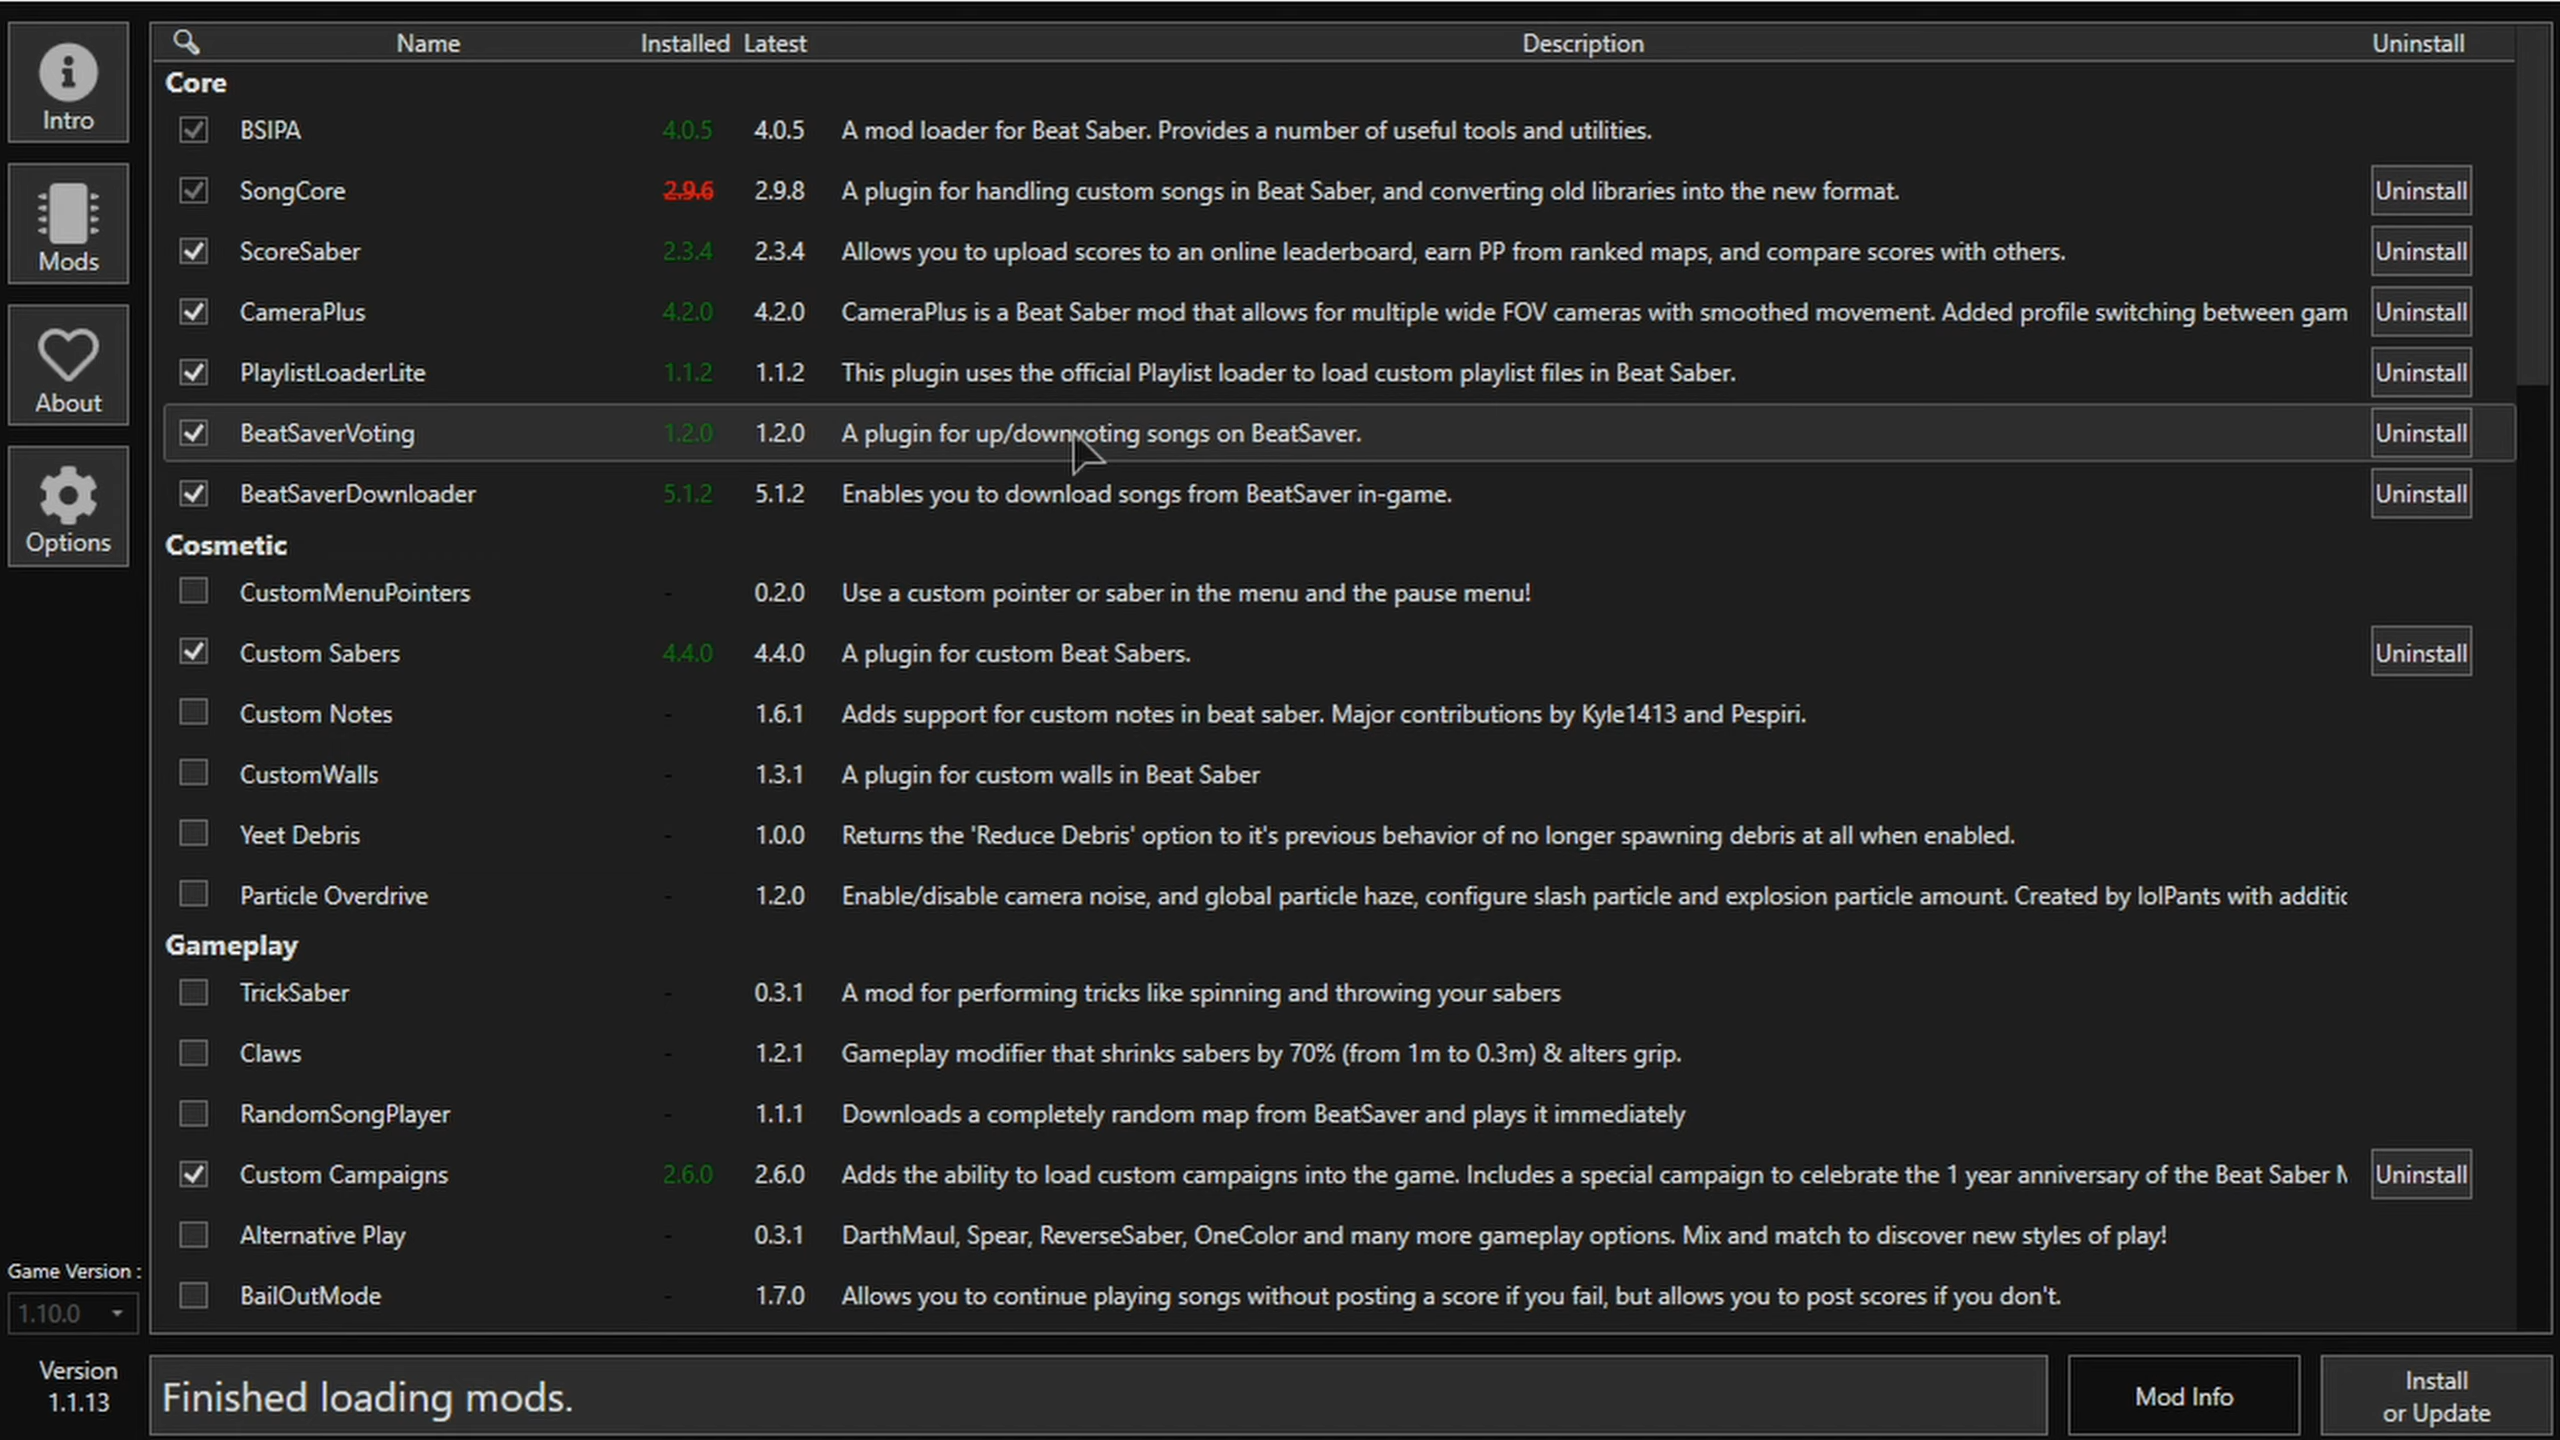 Intro
Mods
About
Options
Game Version :
1.10.0
Version
1.1.13
Name Installed Latest Description Uninstall
Core
BSIPA 4.0.5 4.0.5 A mod loader for Beat Saber. Provides a number of useful tools and utilities.
SongCore 2.9.6 2.9.8 A plugin for handling custom songs in Beat Saber, and converting old libraries into the new format. Uninstall
ScoreSaber 2.3.4 2.3.4 Allows you to upload scores to an online leaderboard, earn PP from ranked maps, and compare scores with others. Uninstall
CameraPlus 4.2.0 4.2.0 CameraPlus is a Beat Saber mod that allows for multiple wide FOV cameras with smoothed movement. Added profile switching between gam Uninstall
PlaylistLoaderLite 1.1.2 1.1.2 This plugin uses the official Playlist loader to load custom playlist files in Beat Saber. Uninstall
BeatSaverVoting 1.2.0 1.2.0 A plugin for up/downvoting songs on BeatSaver. Uninstall
BeatSaverDownloader 5.1.2 5.1.2 Enables you to download songs from BeatSaver in-game. Uninstall
Cosmetic
CustomMenuPointers - 0.2.0 Use a custom pointer or saber in the menu and the pause menu!
Custom Sabers 4.4.0 4.4.0 A plugin for custom Beat Sabers. Uninstall
Custom Notes - 1.6.1 Adds support for custom notes in beat saber. Major contributions by Kyle1413 and Pespiri.
CustomWalls - 1.3.1 A plugin for custom walls in Beat Saber
Yeet Debris - 1.0.0 Returns the 'Reduce Debris' option to it's previous behavior of no longer spawning debris at all when enabled.
Particle Overdrive - 1.2.0 Enable/disable camera noise, and global particle haze, configure slash particle and explosion particle amount. Created by lolPants with additic
Gameplay
TrickSaber - 0.3.1 A mod for performing tricks like spinning and throwing your sabers
Claws - 1.2.1 Gameplay modifier that shrinks sabers by 70% (from 1m to 0.3m) & alters grip.
RandomSongPlayer - 1.1.1 Downloads a completely random map from BeatSaver and plays it immediately
Custom Campaigns 2.6.0 2.6.0 Adds the ability to load custom campaigns into the game. Includes a special campaign to celebrate the 1 year anniversary of the Beat Saber M Uninstall
Alternative Play - 0.3.1 DarthMaul, Spear, ReverseSaber, OneColor and many more gameplay options. Mix and match to discover new styles of play!
BailOutMode - 1.7.0 Allows you to continue playing songs without posting a score if you fail, but allows you to post scores if you don't.
Finished loading mods.
Mod Info
Install
or Update